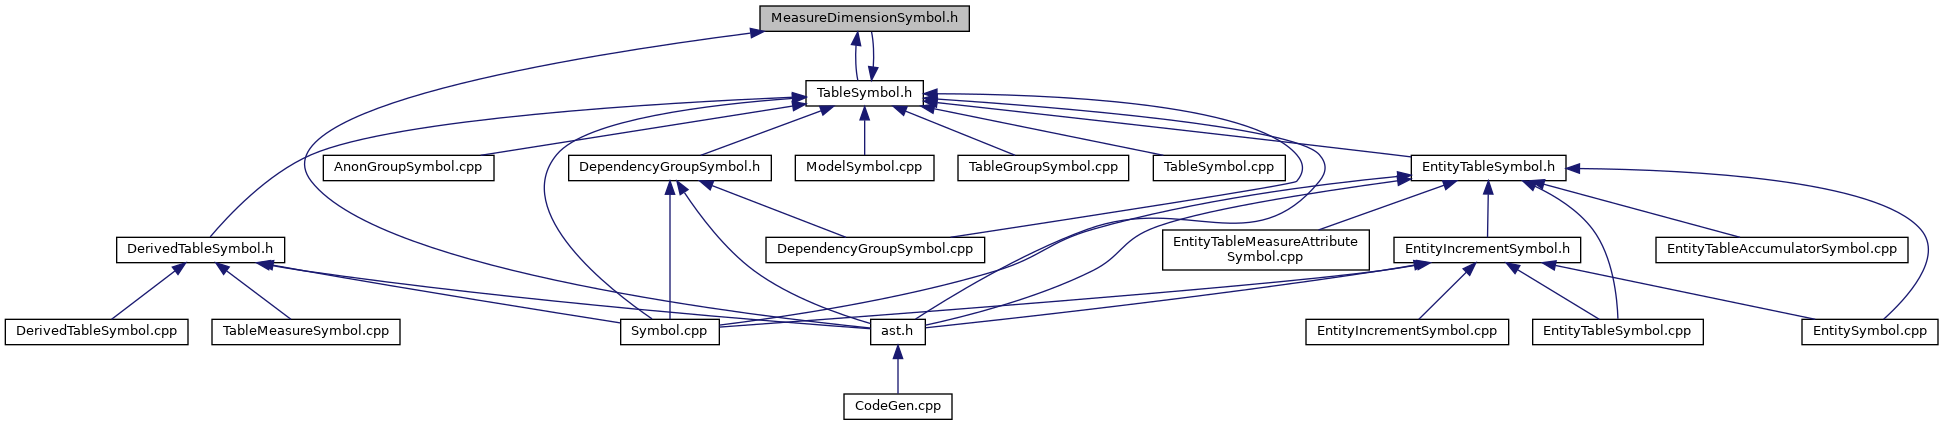 MeasureDimensionSymbol.h
TableSymbol.h
AnonGroupSymbol.cpp
DependencyGroupSymbol.h
ModelSymbol.cpp
TableGroupSymbol.cpp
TableSymbol.cpp
EntityTableSymbol.h
DerivedTableSymbol.h
DependencyGroupSymbol.cpp
EntityTableMeasureAttribute
Symbol.cpp
EntityIncrementSymbol.h
EntityTableAccumulatorSymbol.cpp
DerivedTableSymbol.cpp
TableMeasureSymbol.cpp
Symbol.cpp
ast.h
EntityIncrementSymbol.cpp
EntityTableSymbol.cpp
EntitySymbol.cpp
CodeGen.cpp